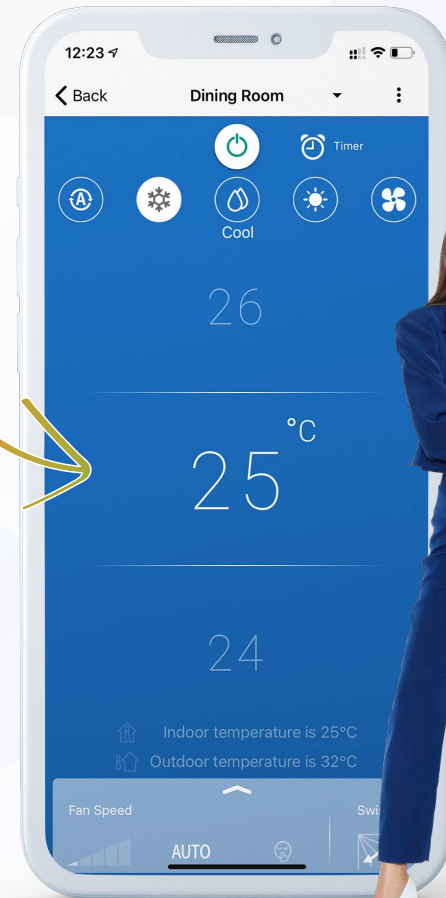 12:23
Back
Dining Room
Timer
A
Cool
26
°C
25
24
Indoor temperature is 25°C
Outdoor temperature is 32°C
Fan Speed
AUTO